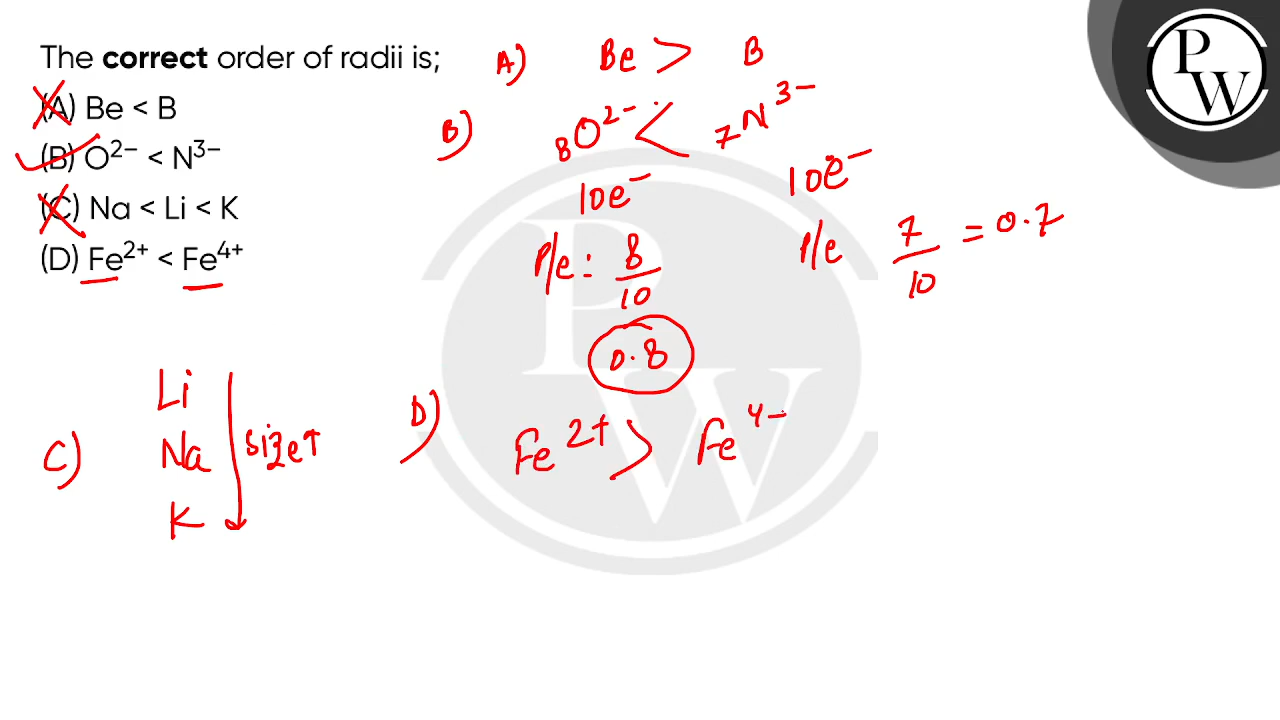 The correct order of radii is;
(A) Be < B
(B) O²⁻ < N³⁻
(C) Na < Li < K
(D) Fe²⁺ < Fe⁴⁺
A) Be > B
B) ₈O²⁻ < ₇N³⁻
10e⁻ 10e⁻
P/e : 8/10 P/e 7/10 = 0.7
0.8
C) Li
Na size↑
K
D) Fe²⁺ > Fe⁴⁻
P
W
P
W